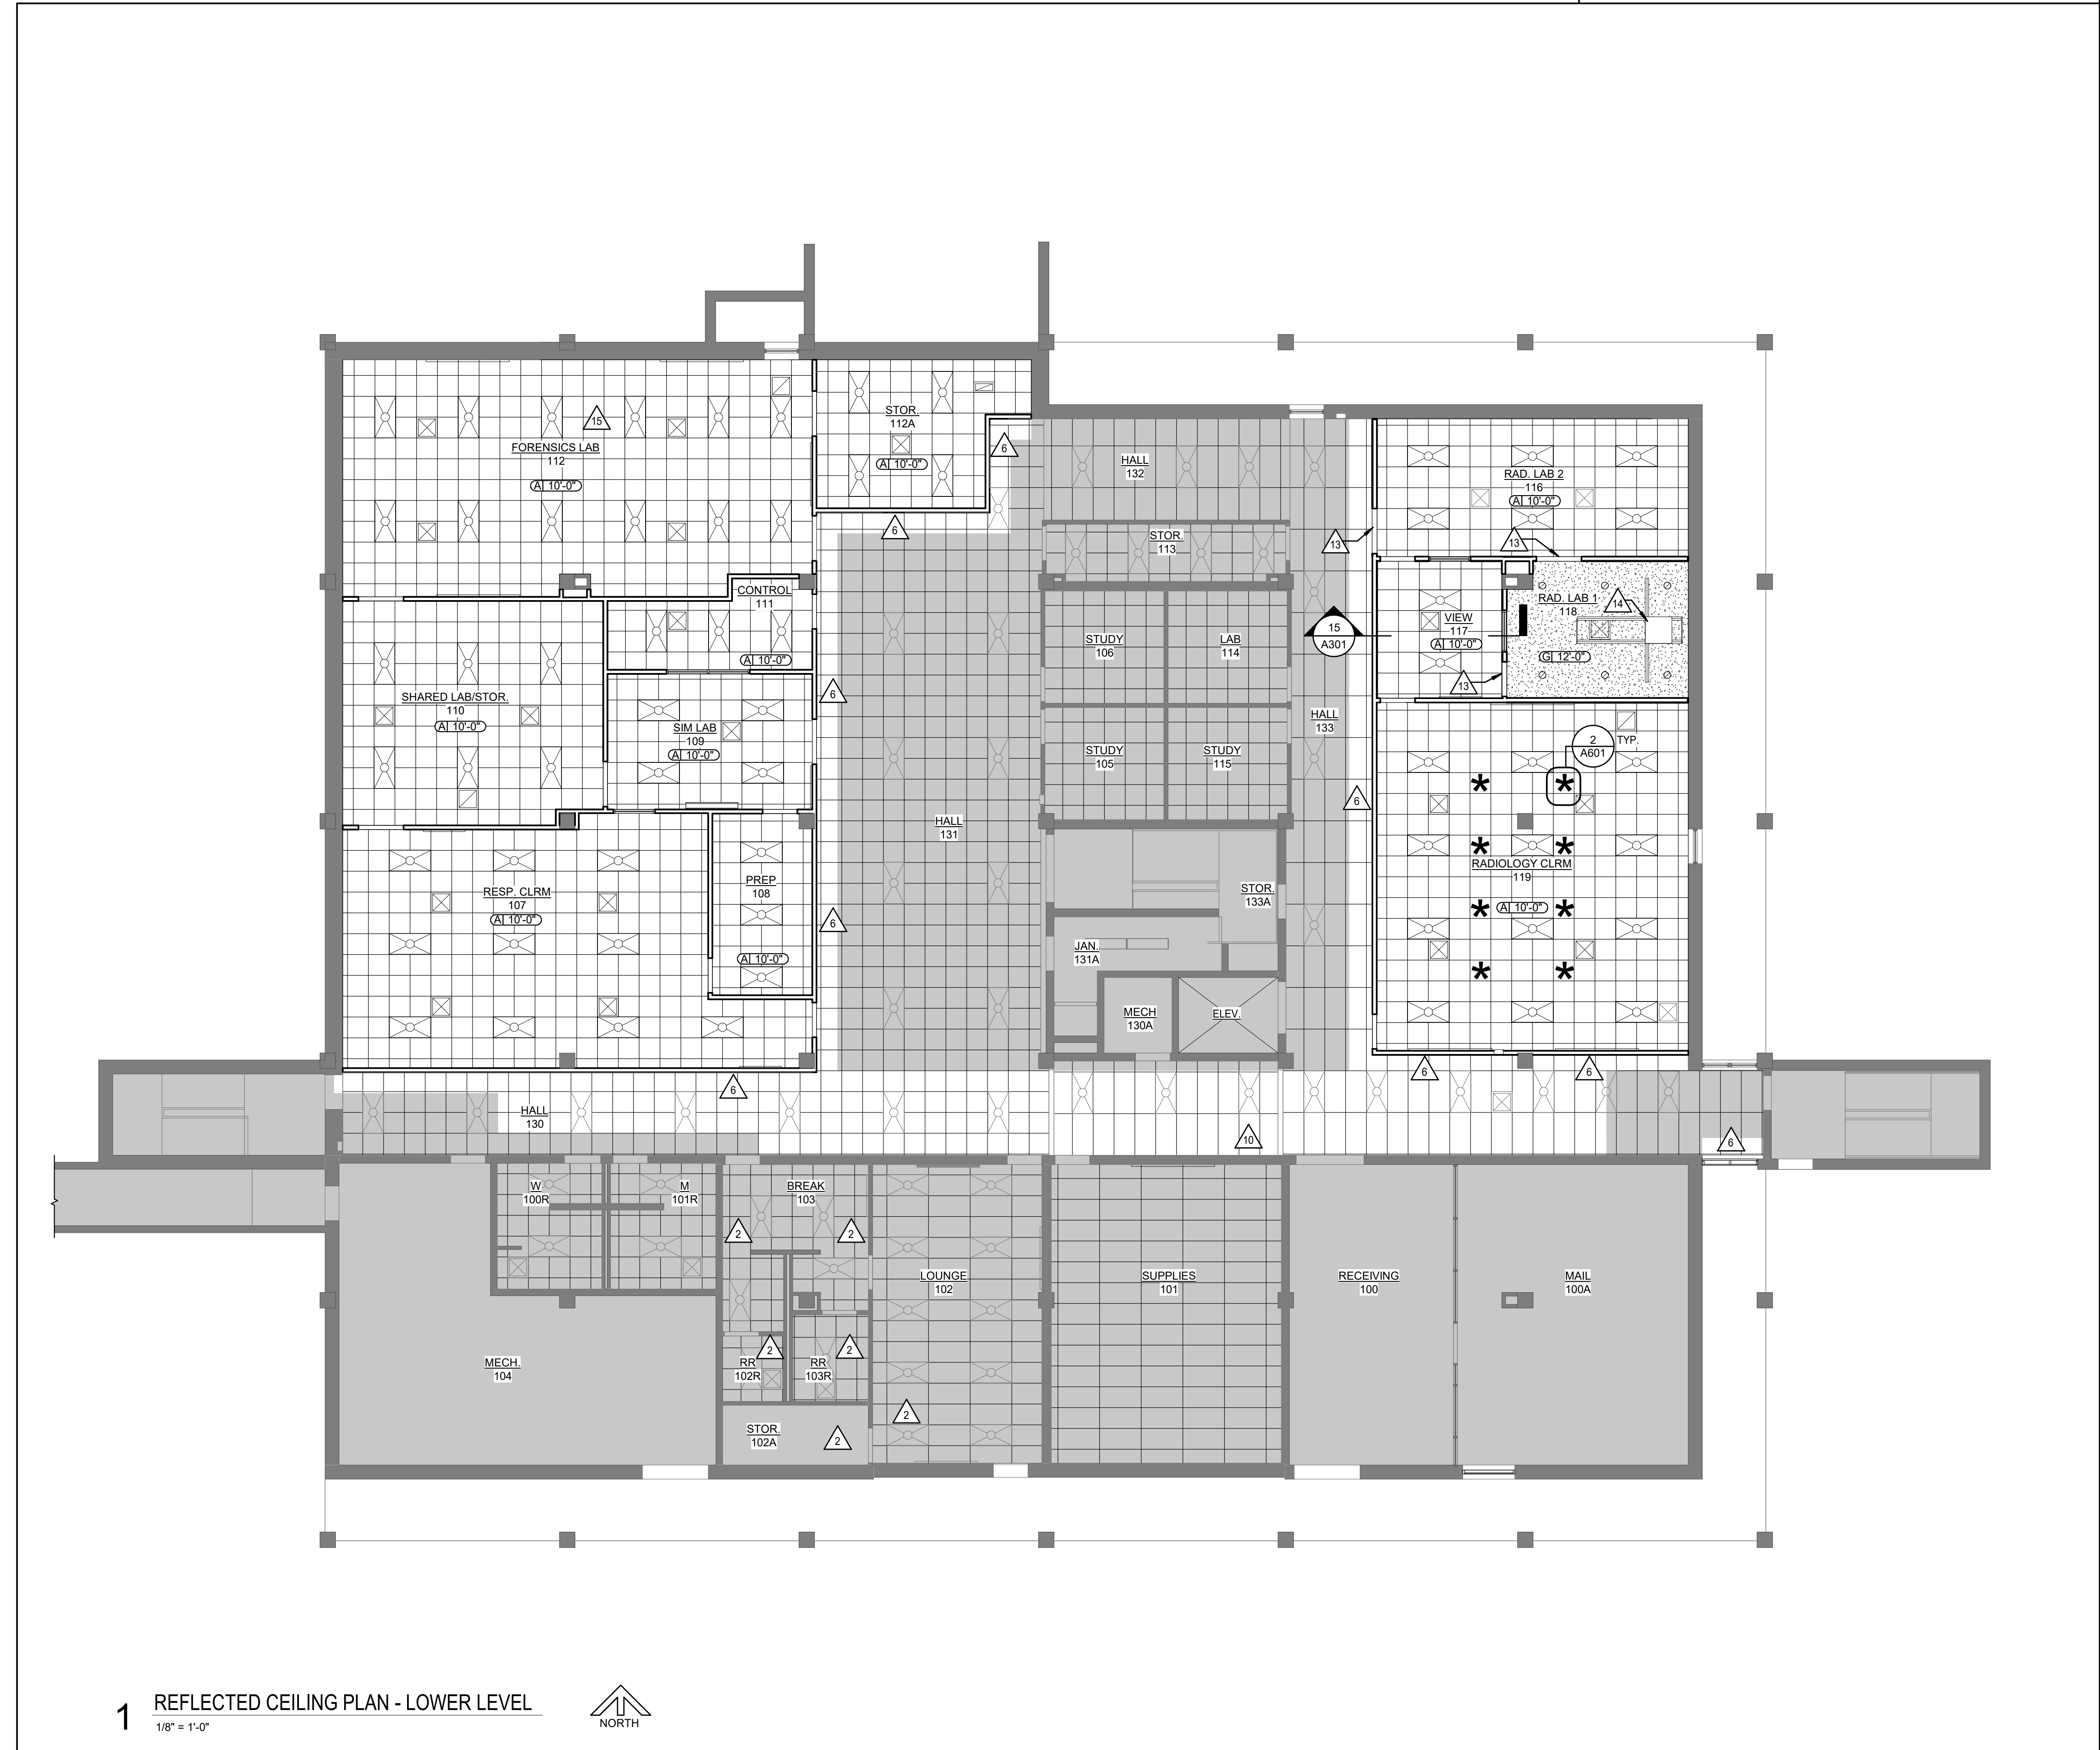 15
FORENSICS LAB
112
A 10'-0"
STOR.
112A
A 10'-0"
6
6
HALL
132
RAD. LAB 2
116
A 10'-0"
13
13
STOR.
113
CONTROL
111
A 10'-0"
STUDY
106
LAB
114
15
A301
VIEW
117
A 10'-0"
RAD. LAB 1
118
14
G 12'-0"
13
SHARED LAB/STOR.
110
A 10'-0"
6
SIM LAB
109
A 10'-0"
STUDY
105
STUDY
115
HALL
133
2
A601
TYP.
6
HALL
131
RESP. CLRM
107
A 10'-0"
PREP
108
A 10'-0"
6
STOR.
133A
RADIOLOGY CLRM
119
* *
* *
* A 10'-0" *
* *
JAN.
131A
MECH
130A
ELEV.
6
6
6
HALL
130
10
6
W
100R
M
101R
BREAK
103
2
2
LOUNGE
102
SUPPLIES
101
RECEIVING
100
MAIL
100A
MECH.
104
RR
102R
2
RR
103R
2
STOR.
102A
2
2
1
REFLECTED CEILING PLAN - LOWER LEVEL
1/8" = 1'-0"
NORTH